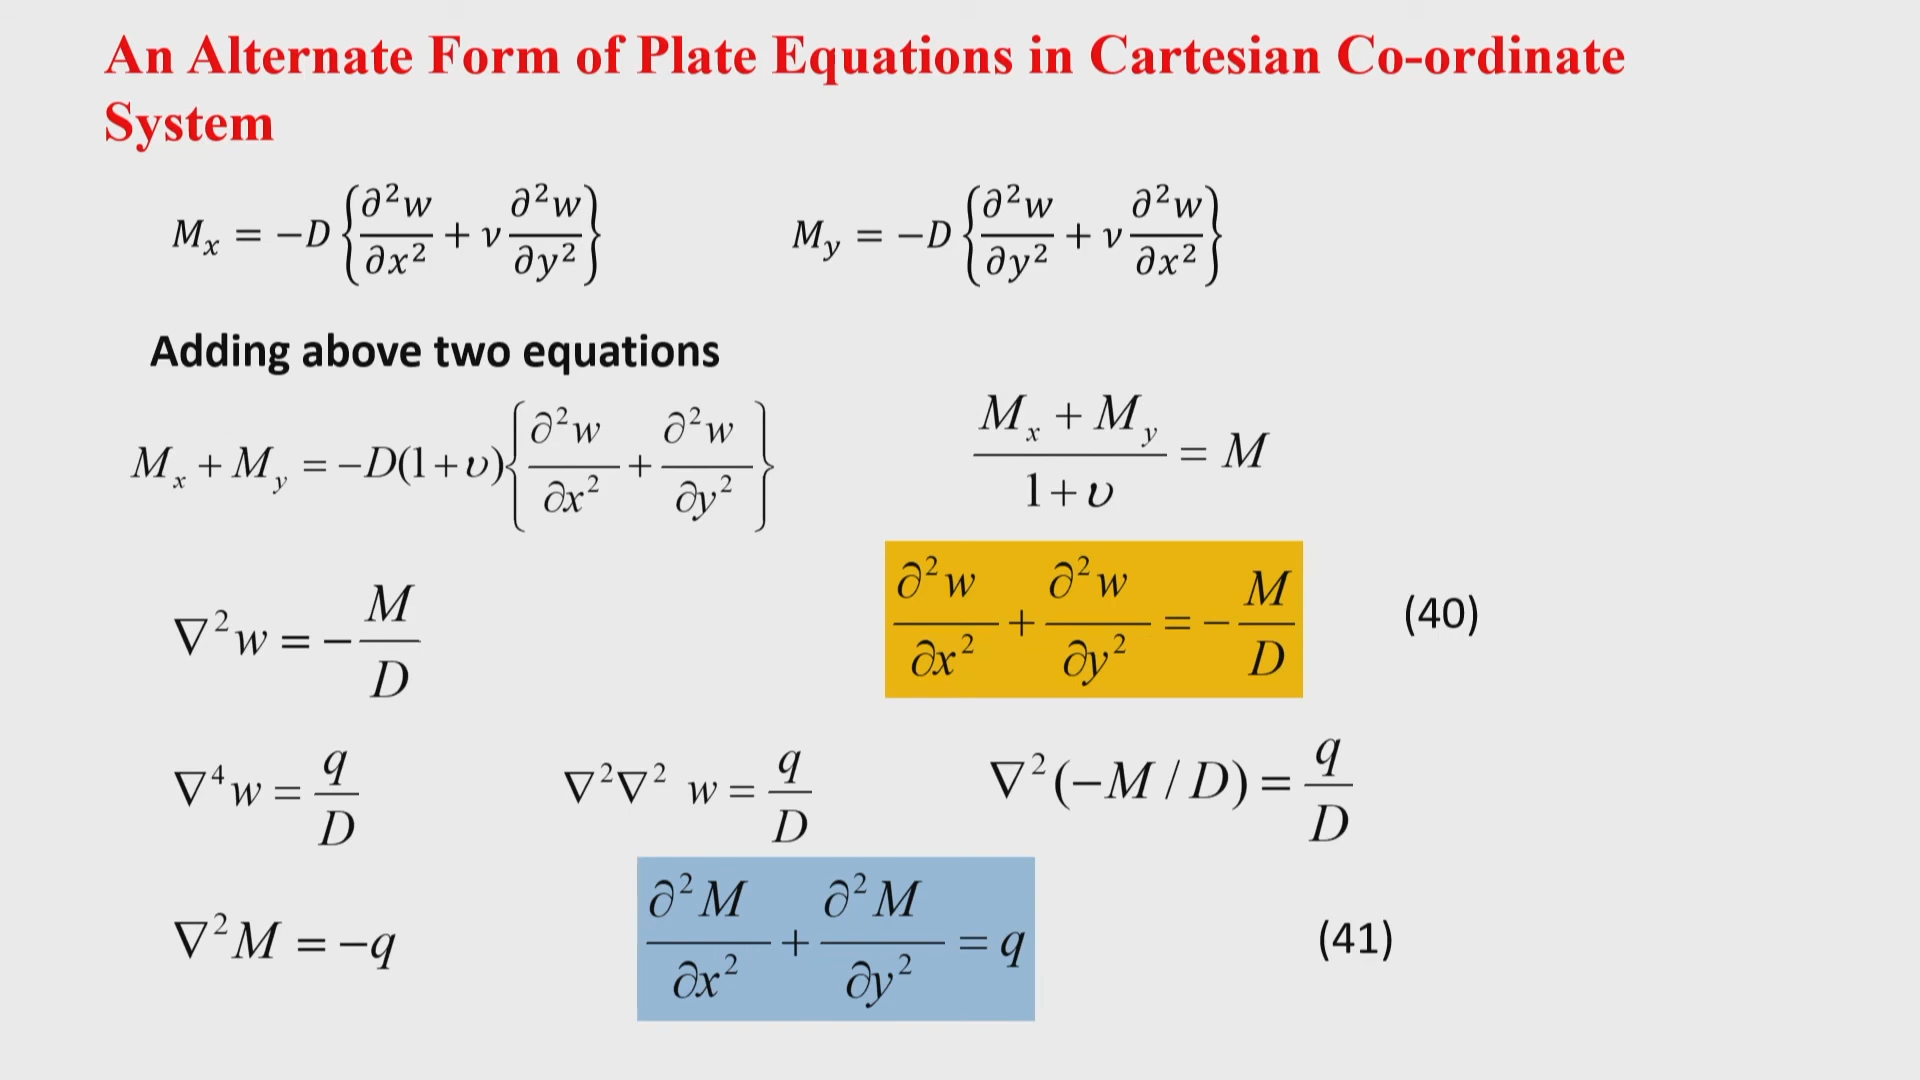 An Alternate Form of Plate Equations in Cartesian Co-ordinate
System
M_x = −D {∂²w/∂x² + ν ∂²w/∂y²} M_y = −D {∂²w/∂y² + ν ∂²w/∂x²}
Adding above two equations
M_x + M_y = −D(1+υ) {∂²w/∂x² + ∂²w/∂y²} (M_x + M_y)/(1+υ) = M
∇²w = −M/D ∂²w/∂x² + ∂²w/∂y² = −M/D (40)
∇⁴w = q/D ∇²∇² w = q/D ∇²(−M / D) = q/D
∇²M = −q ∂²M/∂x² + ∂²M/∂y² = q (41)